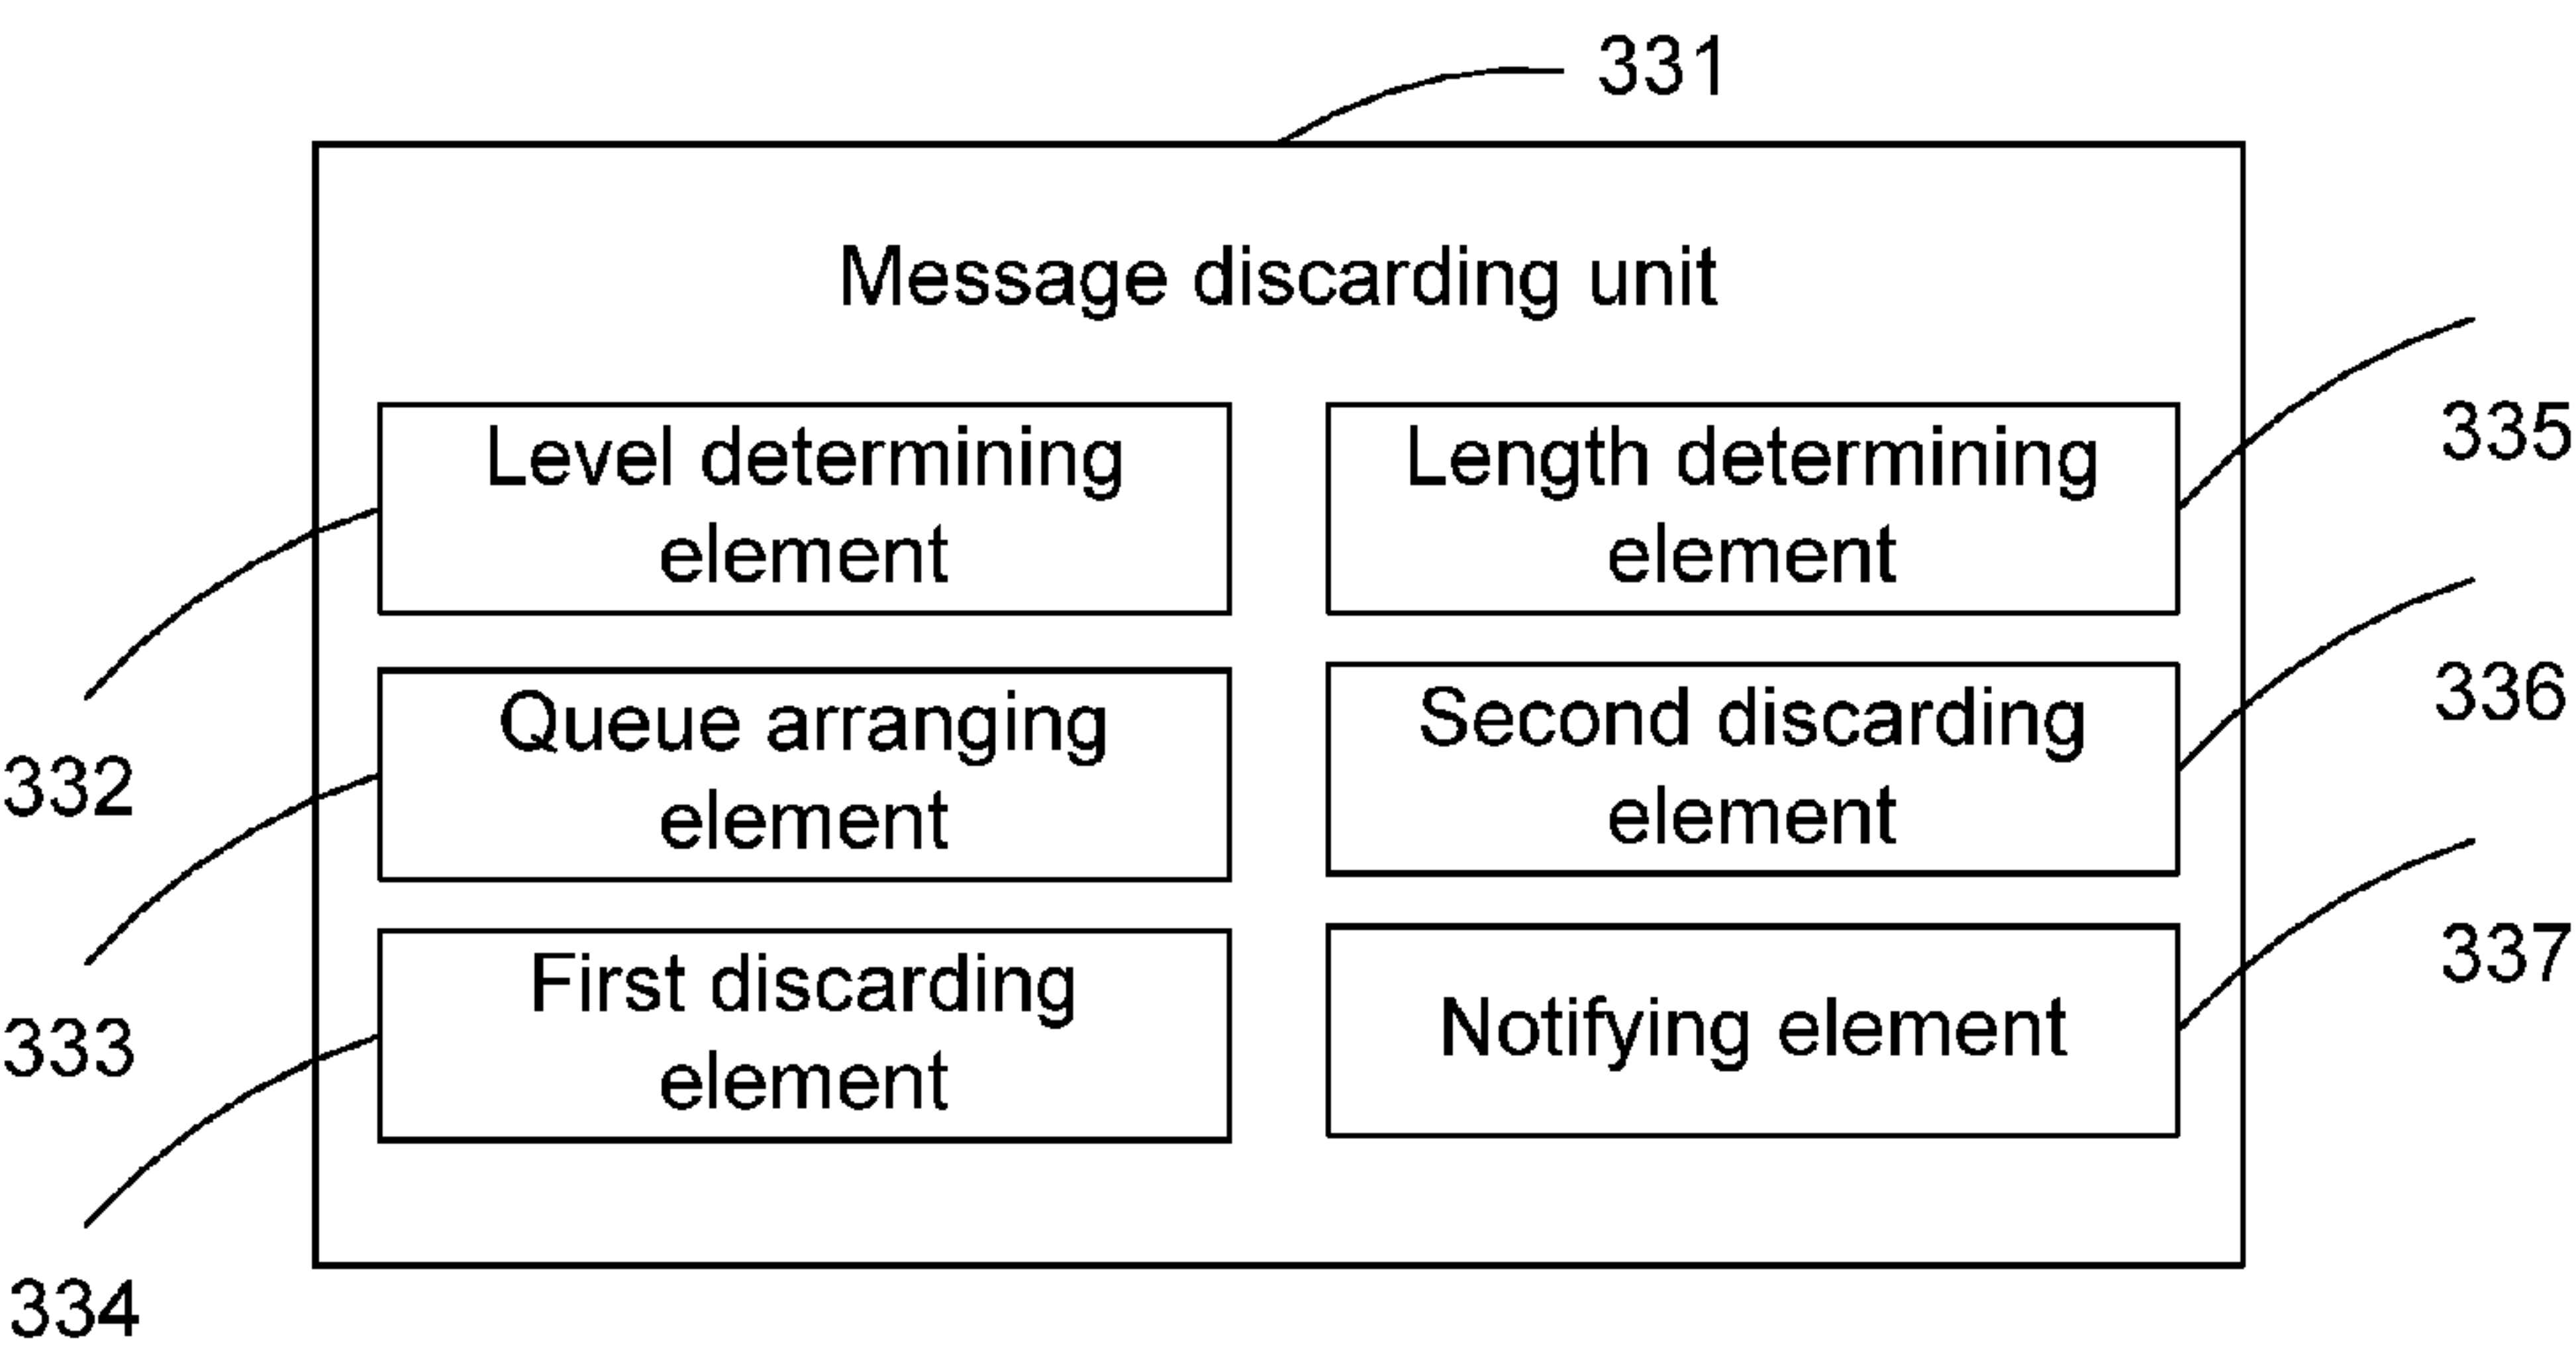 331
Message discarding unit
Level determining
element
332
Queue arranging
element
333
First discarding
element
334
Length determining
element
335
Second discarding
element
336
Notifying element
337